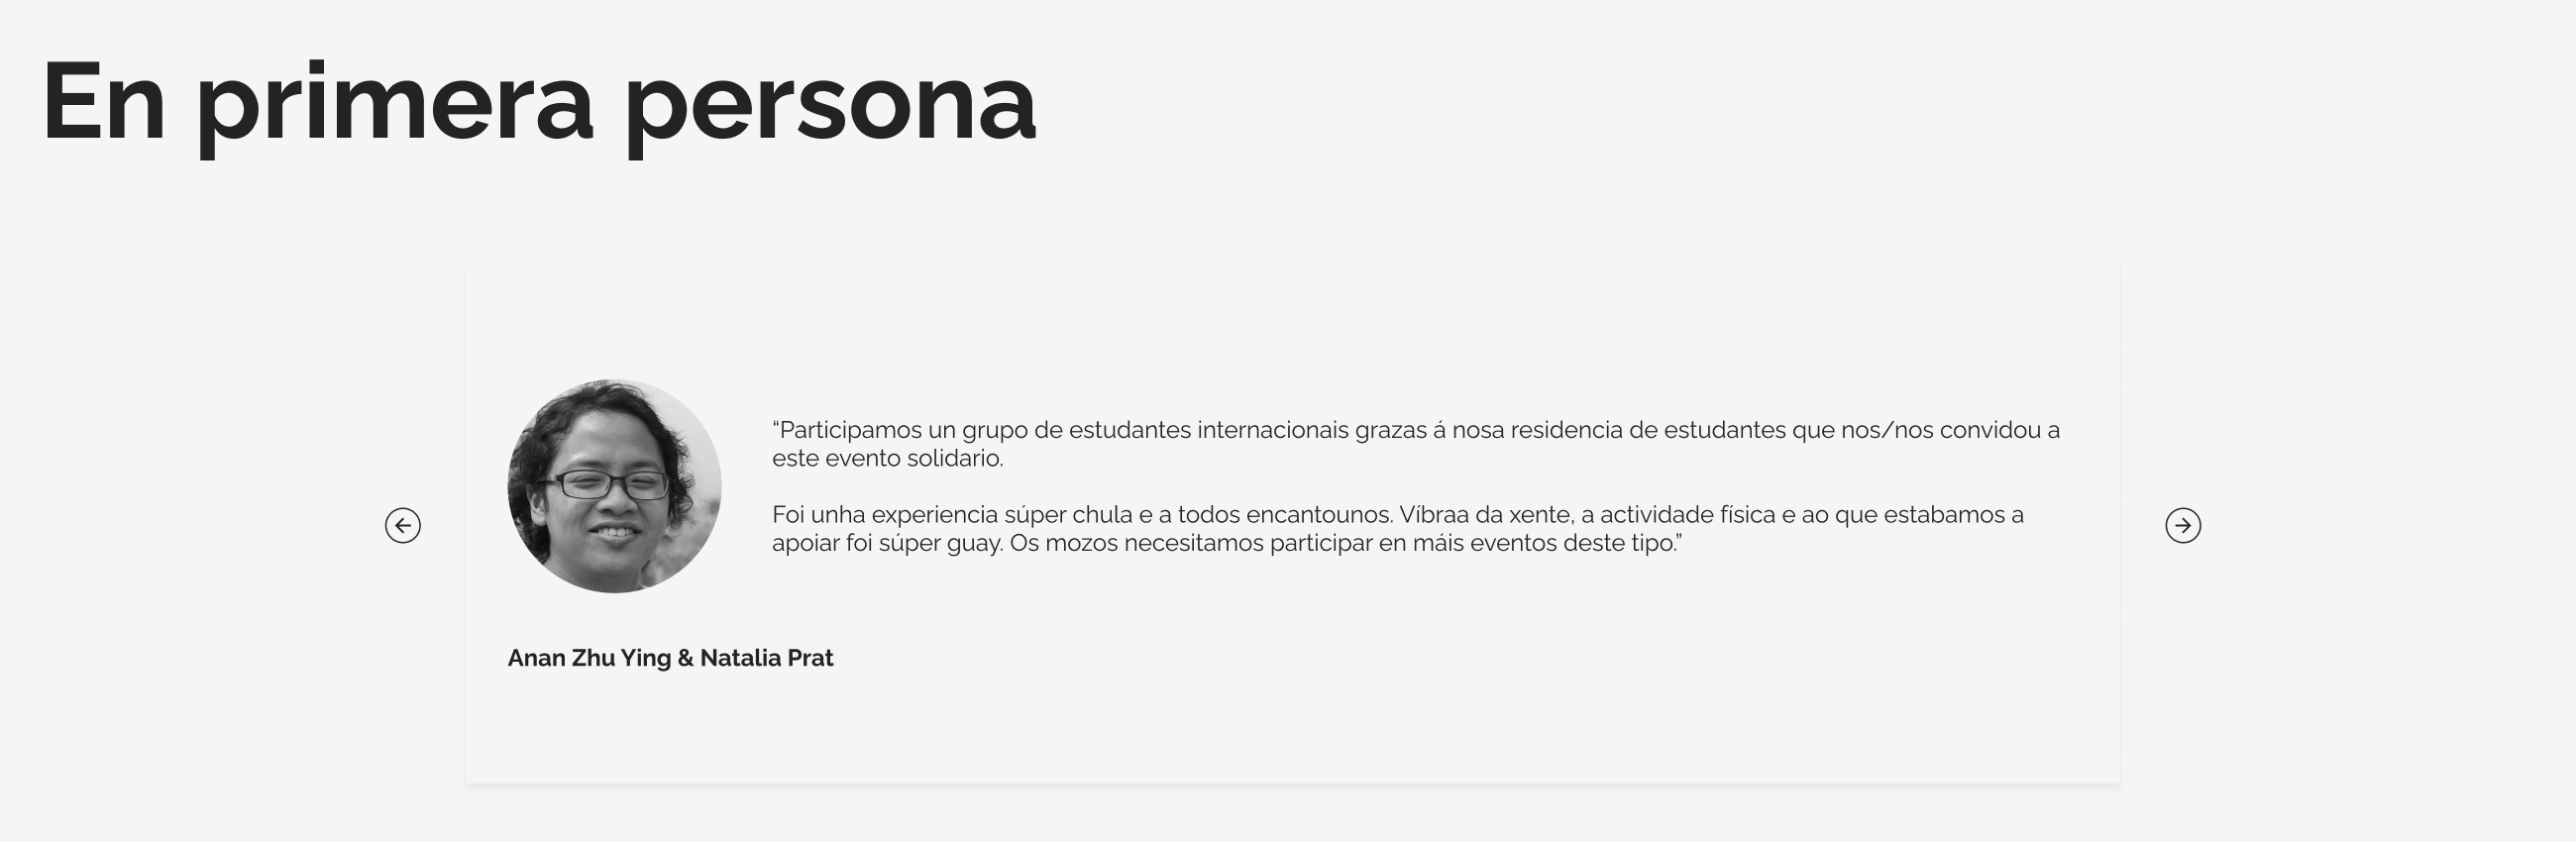 En primera persona
“Participamos un grupo de estudantes internacionais grazas á nosa residencia de estudantes que nos/nos convidou a
este evento solidario.
Foi unha experiencia súper chula e a todos encantounos. Víbraa da xente, a actividade física e ao que estabamos a
apoiar foi súper guay. Os mozos necesitamos participar en máis eventos deste tipo.”
Anan Zhu Ying & Natalia Prat